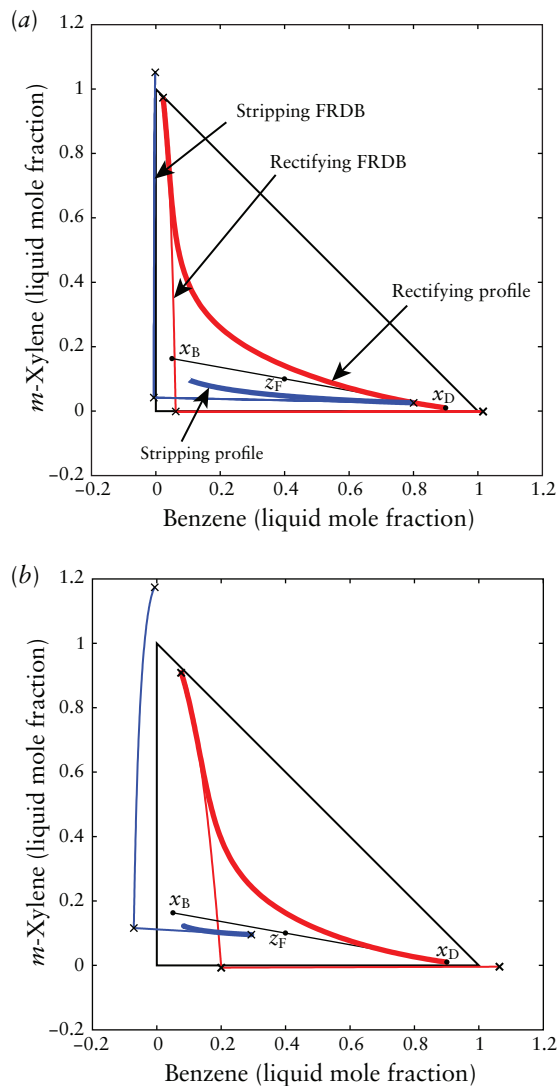 (a)
1.2
1
0.8
0.6
0.4
0.2
0
−0.2
m-Xylene (liquid mole fraction)
Stripping FRDB
Rectifying FRDB
Rectifying profile
xB
zF
xD
Stripping profile
−0.2 0 0.2 0.4 0.6 0.8 1 1.2
Benzene (liquid mole fraction)
(b)
1.2
1
0.8
0.6
0.4
0.2
0
−0.2
m-Xylene (liquid mole fraction)
xB
zF
xD
−0.2 0 0.2 0.4 0.6 0.8 1 1.2
Benzene (liquid mole fraction)